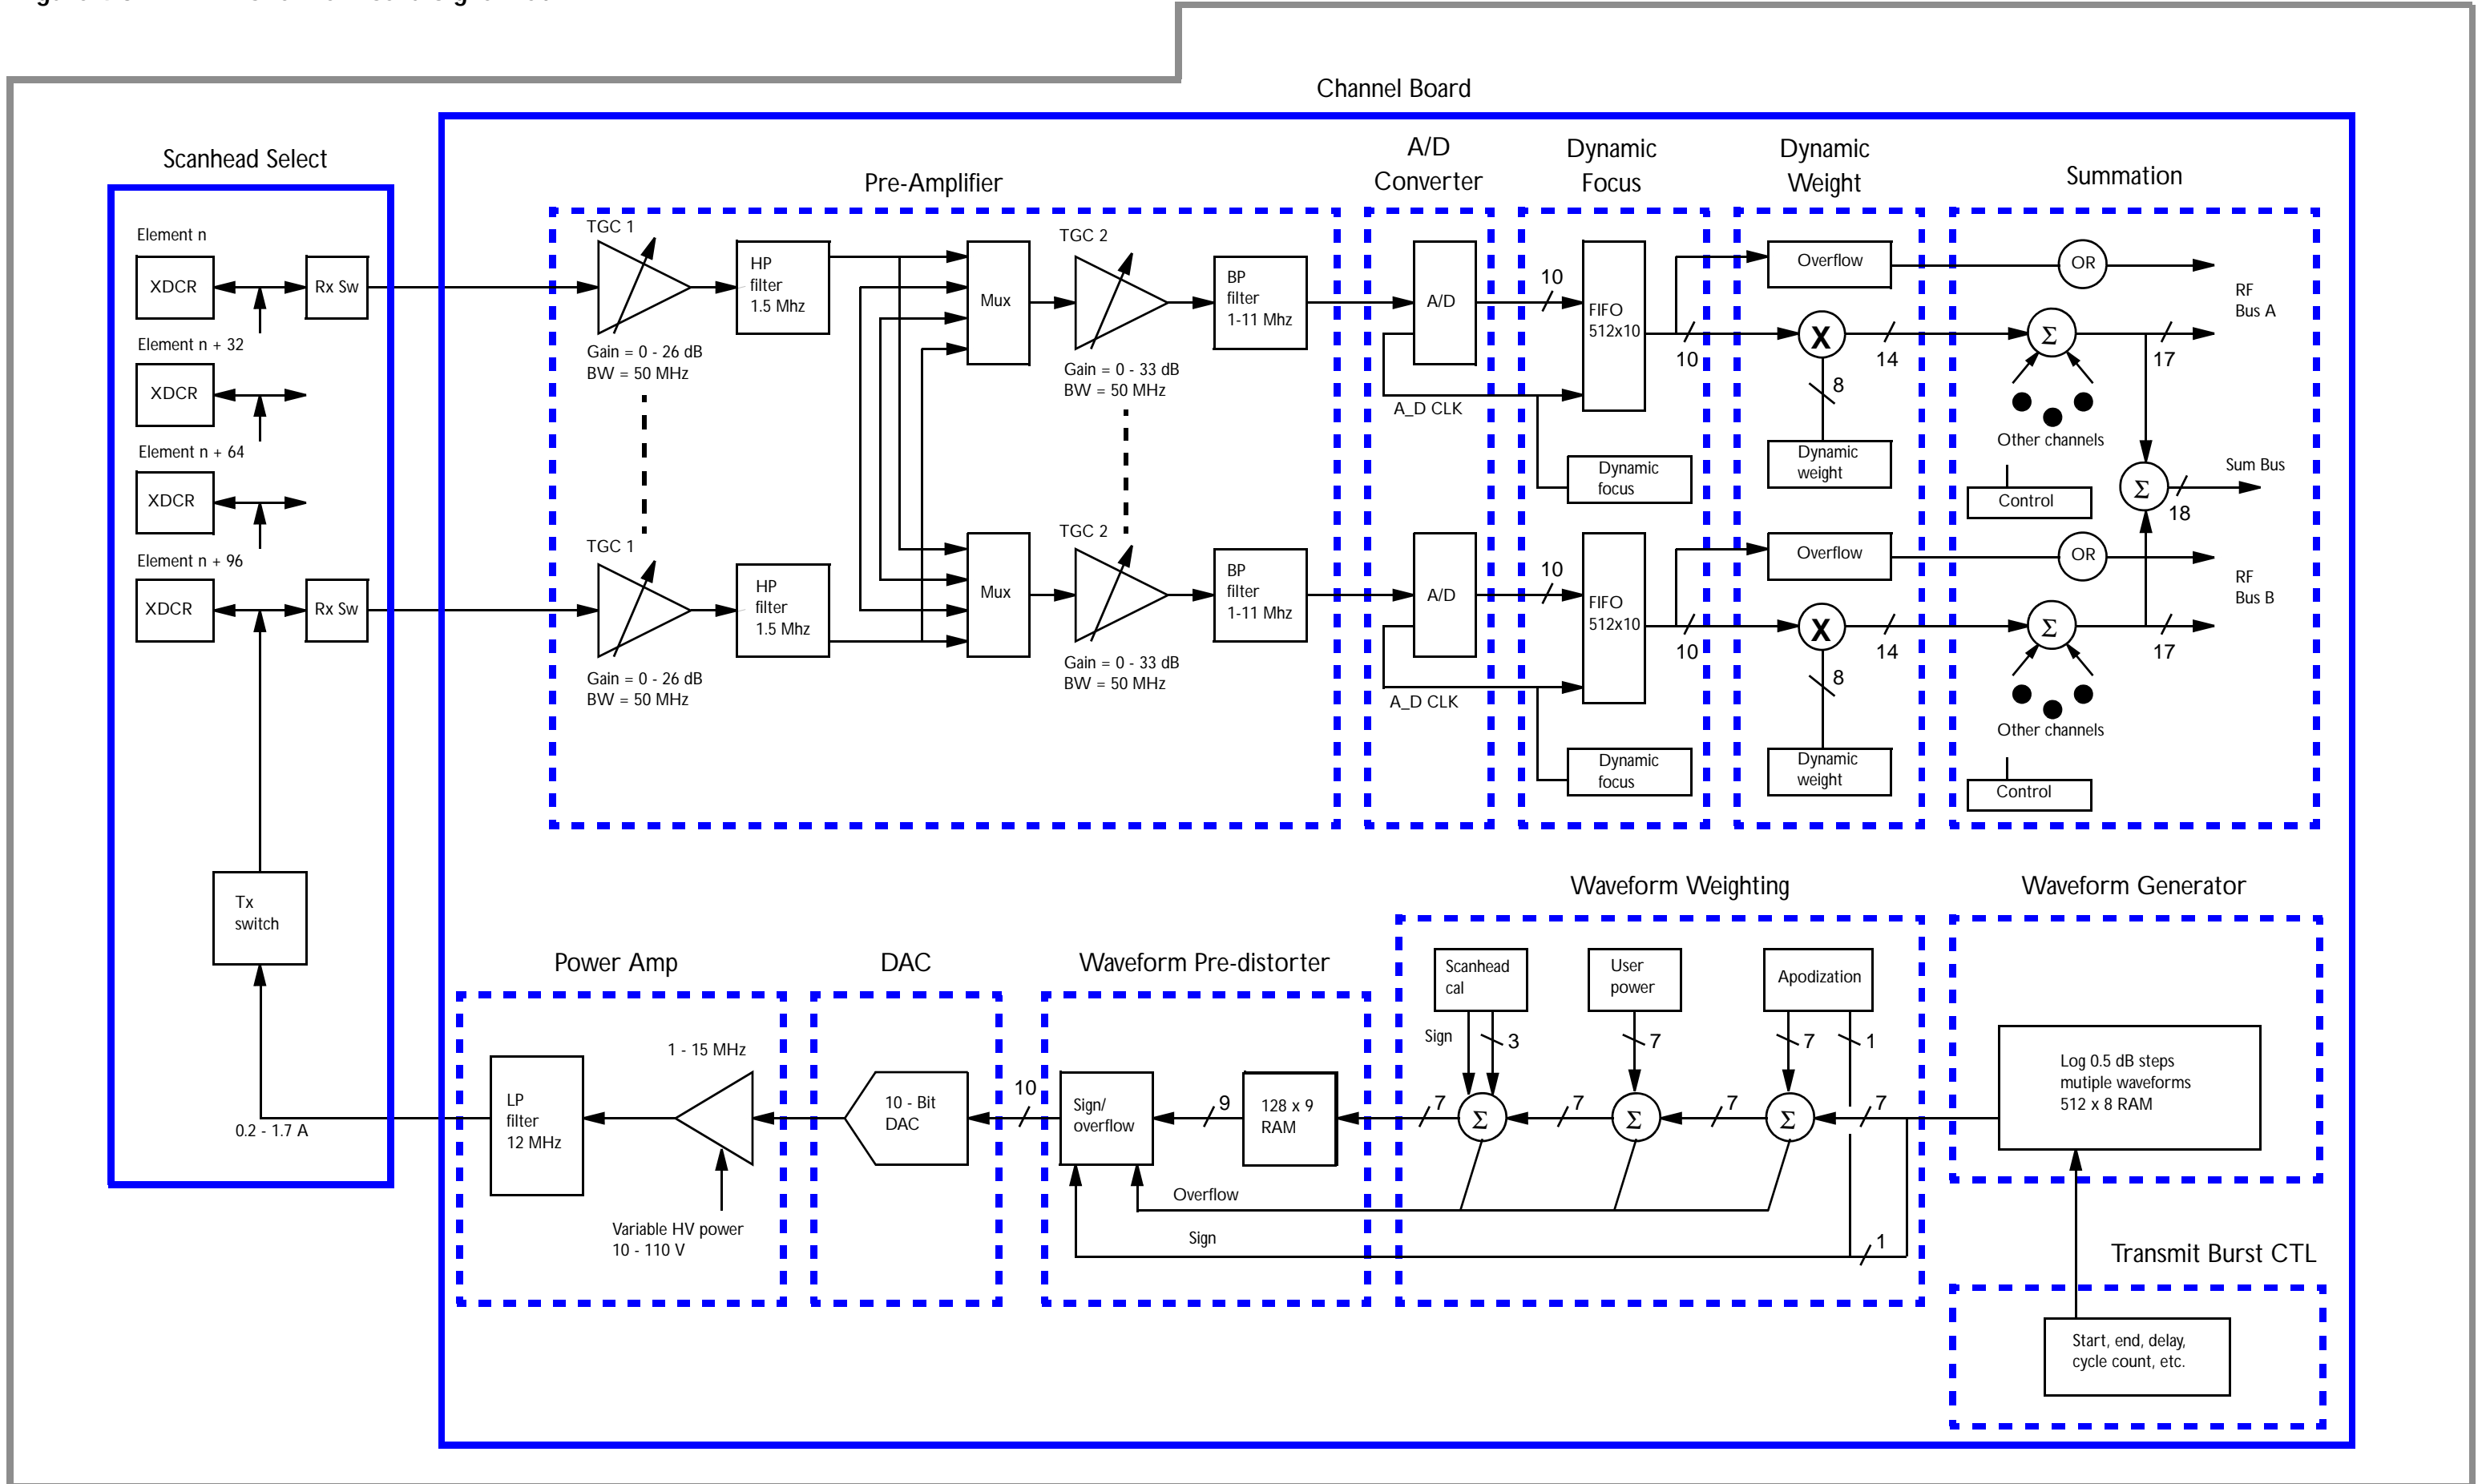 Channel Board
Scanhead Select
Element n
XDCR
Rx Sw
Element n + 32
XDCR
Element n + 64
XDCR
Element n + 96
XDCR
Rx Sw
Tx
switch
0.2 - 1.7 A
Pre-Amplifier
TGC 1
HP
filter
1.5 Mhz
Gain = 0 - 26 dB
BW = 50 MHz
Mux
TGC 2
BP
filter
1-11 Mhz
Gain = 0 - 33 dB
BW = 50 MHz
TGC 1
HP
filter
1.5 Mhz
Gain = 0 - 26 dB
BW = 50 MHz
Mux
TGC 2
BP
filter
1-11 Mhz
Gain = 0 - 33 dB
BW = 50 MHz
A/D
Converter
A/D
A_D CLK
A/D
A_D CLK
Dynamic
Focus
10
FIFO
512x10
10
Dynamic
focus
10
FIFO
512x10
10
Dynamic
focus
Dynamic
Weight
Overflow
X
14
8
Dynamic
weight
Overflow
X
14
8
Dynamic
weight
Summation
OR
RF
Bus A
Σ
17
Other channels
Control
Sum Bus
Σ
18
OR
RF
Bus B
Σ
17
Other channels
Control
Power Amp
1 - 15 MHz
LP
filter
12 MHz
Variable HV power
10 - 110 V
DAC
10 - Bit
DAC
Waveform Pre-distorter
10
Sign/
overflow
9
128 x 9
RAM
Overflow
Sign
Waveform Weighting
Scanhead
cal
User
power
Apodization
Sign
3
7
7
1
7
Σ
7
Σ
7
Σ
7
1
Waveform Generator
Log 0.5 dB steps
mutiple waveforms
512 x 8 RAM
Transmit Burst CTL
Start, end, delay,
cycle count, etc.